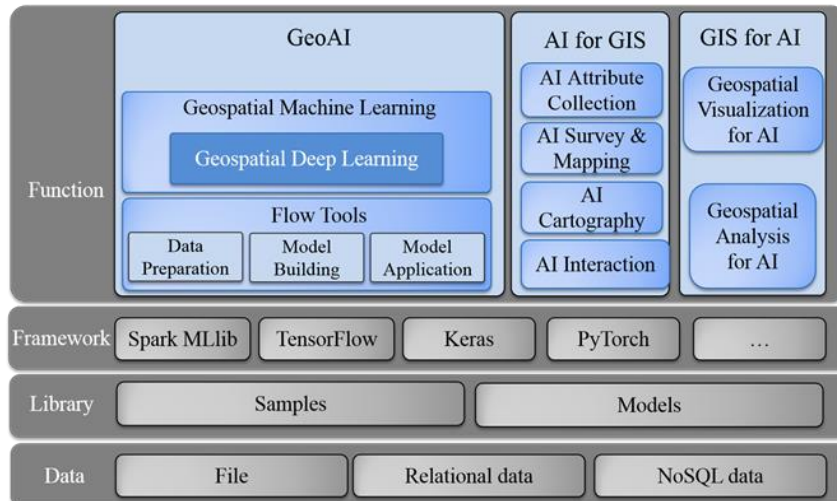 GeoAI
Geospatial Machine Learning
Geospatial Deep Learning
Flow Tools
Data
Preparation
Model
Building
Model
Application
AI for GIS
AI Attribute
Collection
AI Survey &
Mapping
AI
Cartography
AI Interaction
GIS for AI
Geospatial
Visualization
for AI
Geospatial
Analysis
for AI
Function
Framework
Spark MLlib
TensorFlow
Keras
PyTorch
…
Library
Samples
Models
Data
File
Relational data
NoSQL data